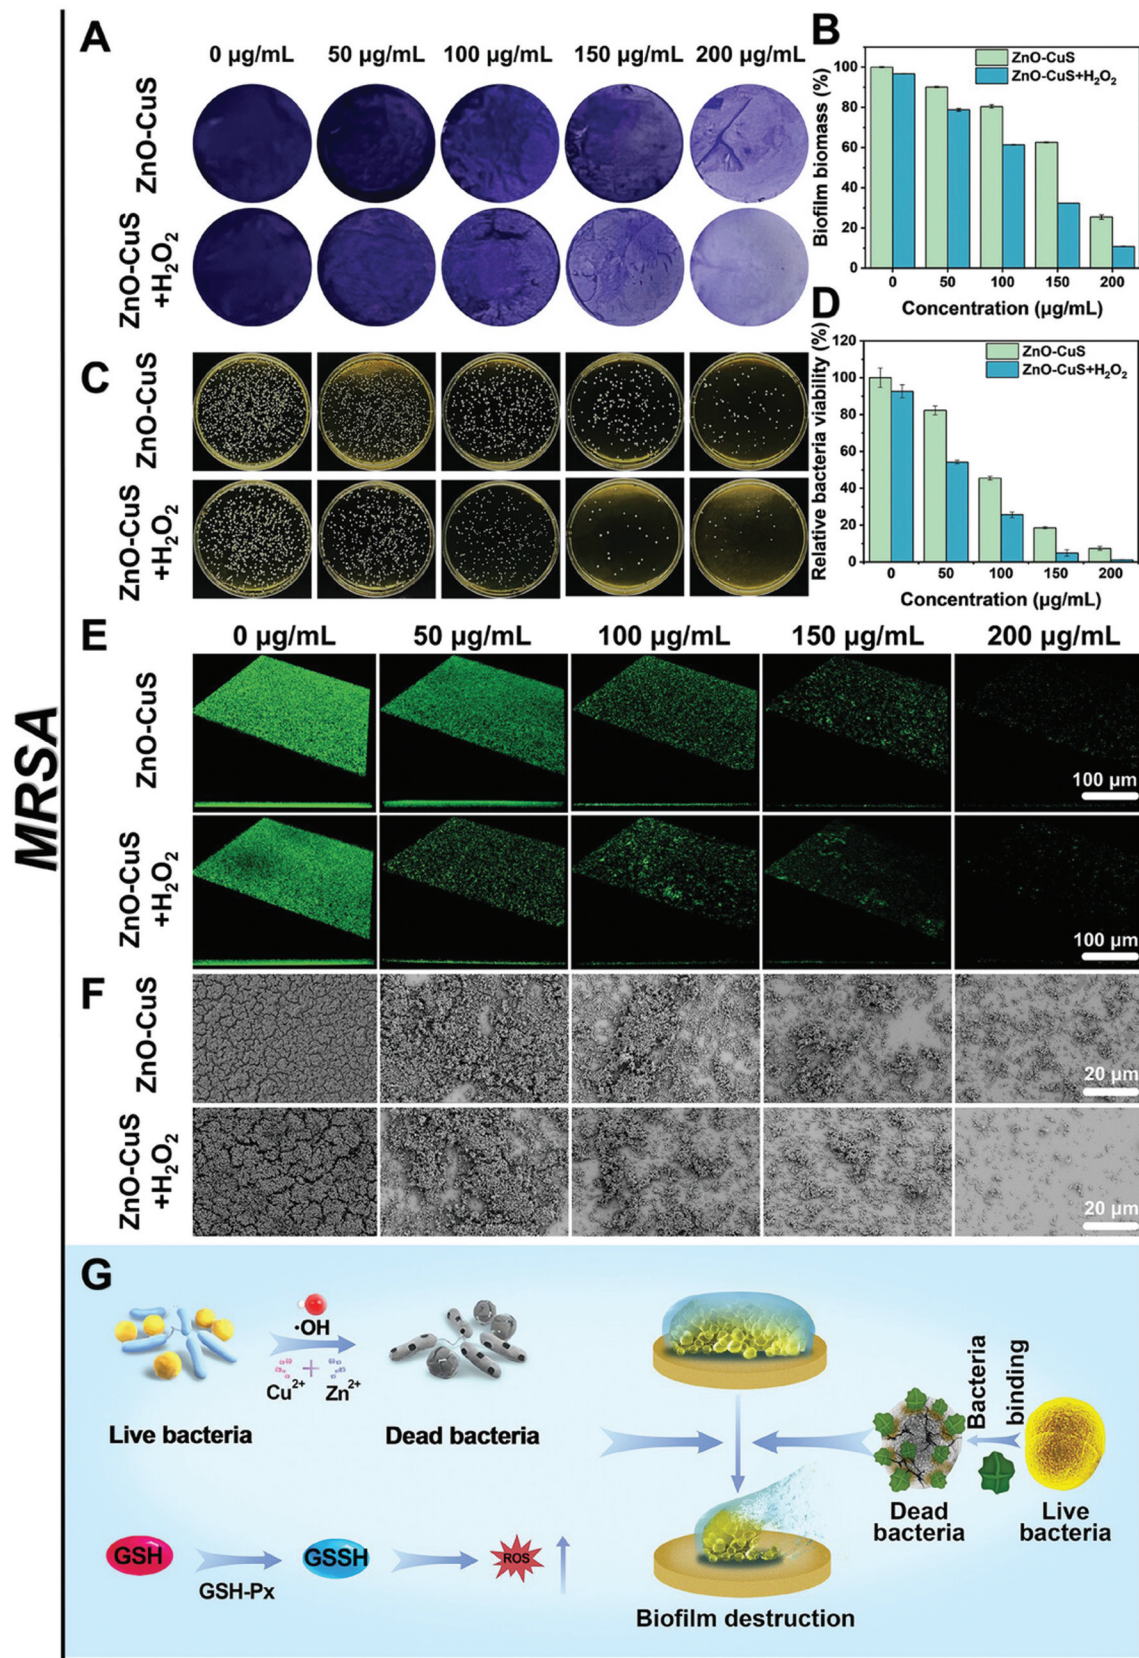 MRSA
A
0 µg/mL 50 µg/mL 100 µg/mL 150 µg/mL 200 µg/mL
ZnO-CuS
ZnO-CuS
+H₂O₂
B
Biofilm biomass (%)
100
80
60
40
20
0
ZnO-CuS
ZnO-CuS+H₂O₂
0 50 100 150 200
Concentration (µg/mL)
C
ZnO-CuS
ZnO-CuS
+H₂O₂
D
Relative bacteria viability (%)
120
100
80
60
40
20
0
ZnO-CuS
ZnO-CuS+H₂O₂
0 50 100 150 200
Concentration (µg/mL)
E
0 µg/mL 50 µg/mL 100 µg/mL 150 µg/mL 200 µg/mL
ZnO-CuS
100 µm
ZnO-CuS
+H₂O₂
100 µm
F
ZnO-CuS
20 µm
ZnO-CuS
+H₂O₂
20 µm
G
·OH
Cu²⁺ + Zn²⁺
Live bacteria
Dead bacteria
Bacteria
binding
Dead
bacteria
Live
bacteria
GSH
GSH-Px
GSSH
ROS
Biofilm destruction